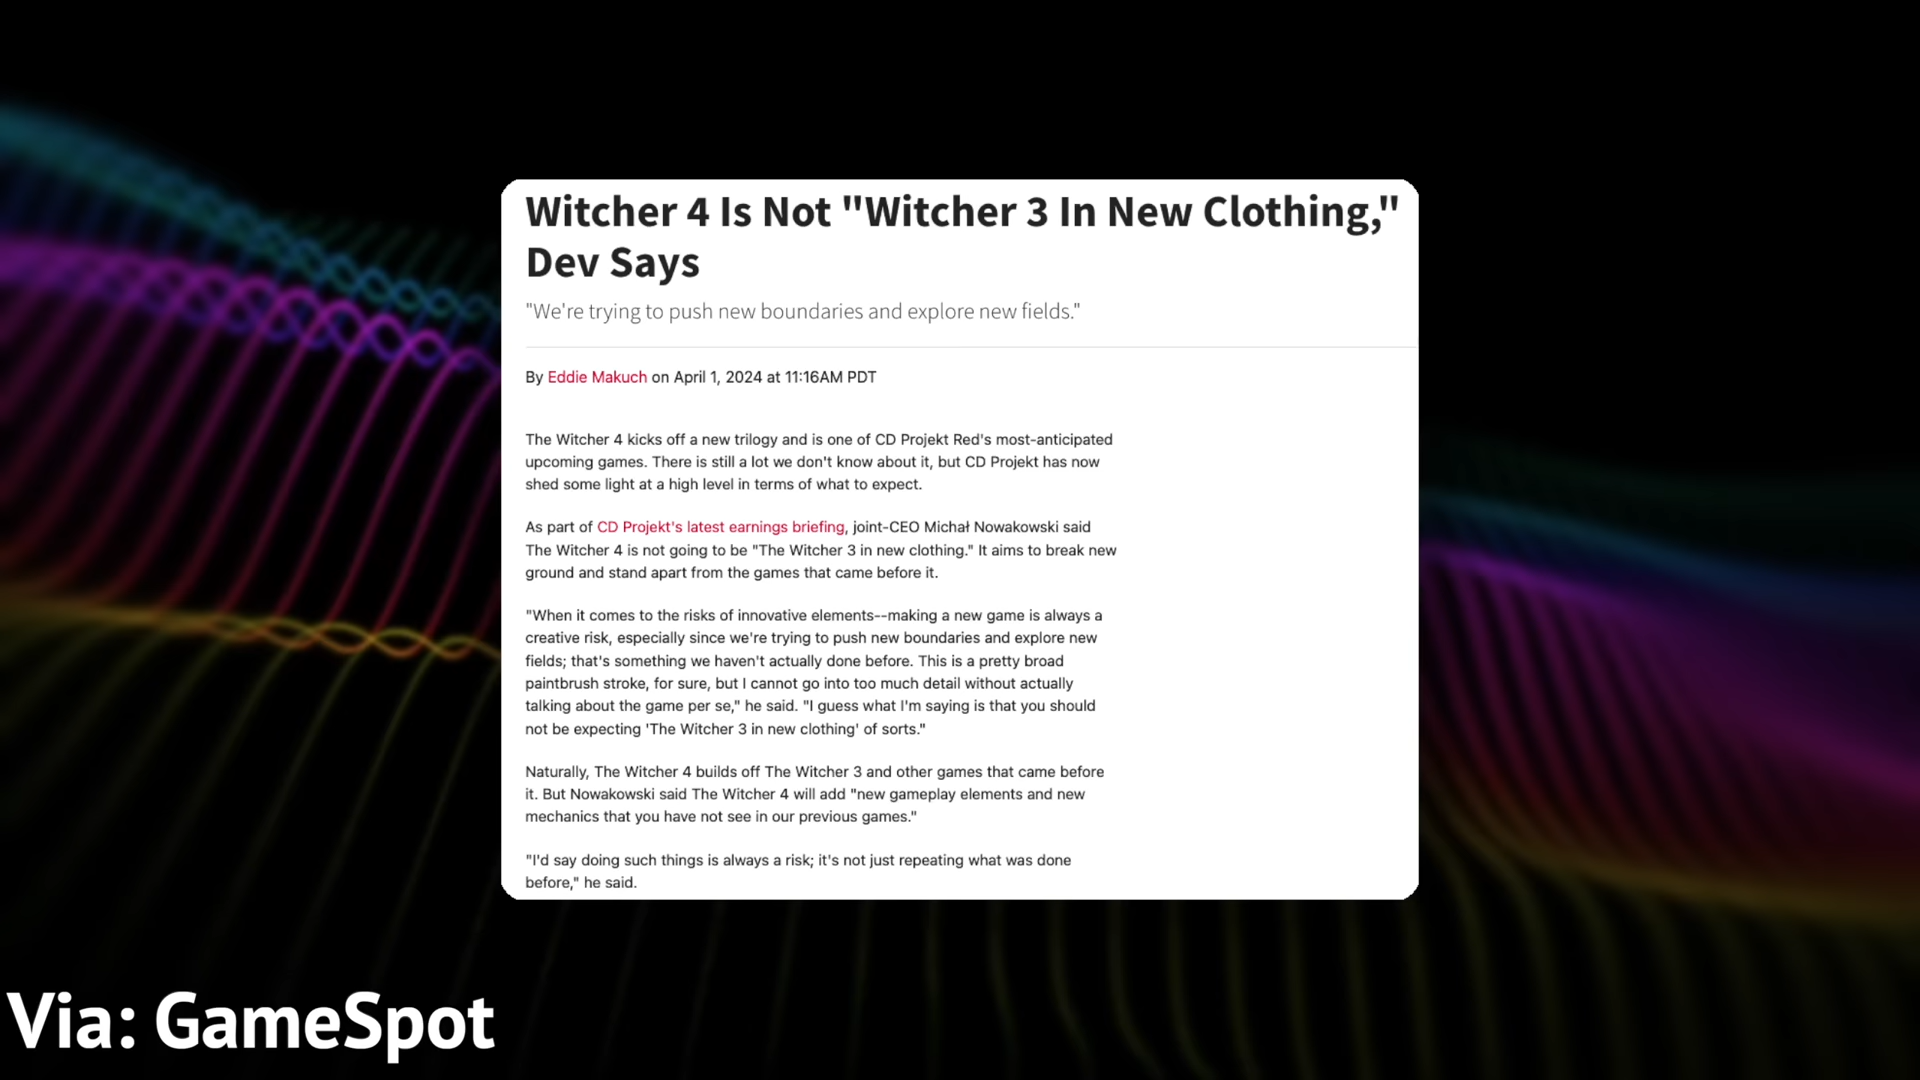 Witcher 4 Is Not "Witcher 3 In New Clothing,"
Dev Says
"We're trying to push new boundaries and explore new fields."
By Eddie Makuch on April 1, 2024 at 11:16AM PDT
The Witcher 4 kicks off a new trilogy and is one of CD Projekt Red's most-anticipated
upcoming games. There is still a lot we don't know about it, but CD Projekt has now
shed some light at a high level in terms of what to expect.
As part of CD Projekt's latest earnings briefing, joint-CEO Michał Nowakowski said
The Witcher 4 is not going to be "The Witcher 3 in new clothing." It aims to break new
ground and stand apart from the games that came before it.
"When it comes to the risks of innovative elements--making a new game is always a
creative risk, especially since we're trying to push new boundaries and explore new
fields; that's something we haven't actually done before. This is a pretty broad
paintbrush stroke, for sure, but I cannot go into too much detail without actually
talking about the game per se," he said. "I guess what I'm saying is that you should
not be expecting 'The Witcher 3 in new clothing' of sorts."
Naturally, The Witcher 4 builds off The Witcher 3 and other games that came before
it. But Nowakowski said The Witcher 4 will add "new gameplay elements and new
mechanics that you have not see in our previous games."
"I'd say doing such things is always a risk; it's not just repeating what was done
before," he said.
Via: GameSpot